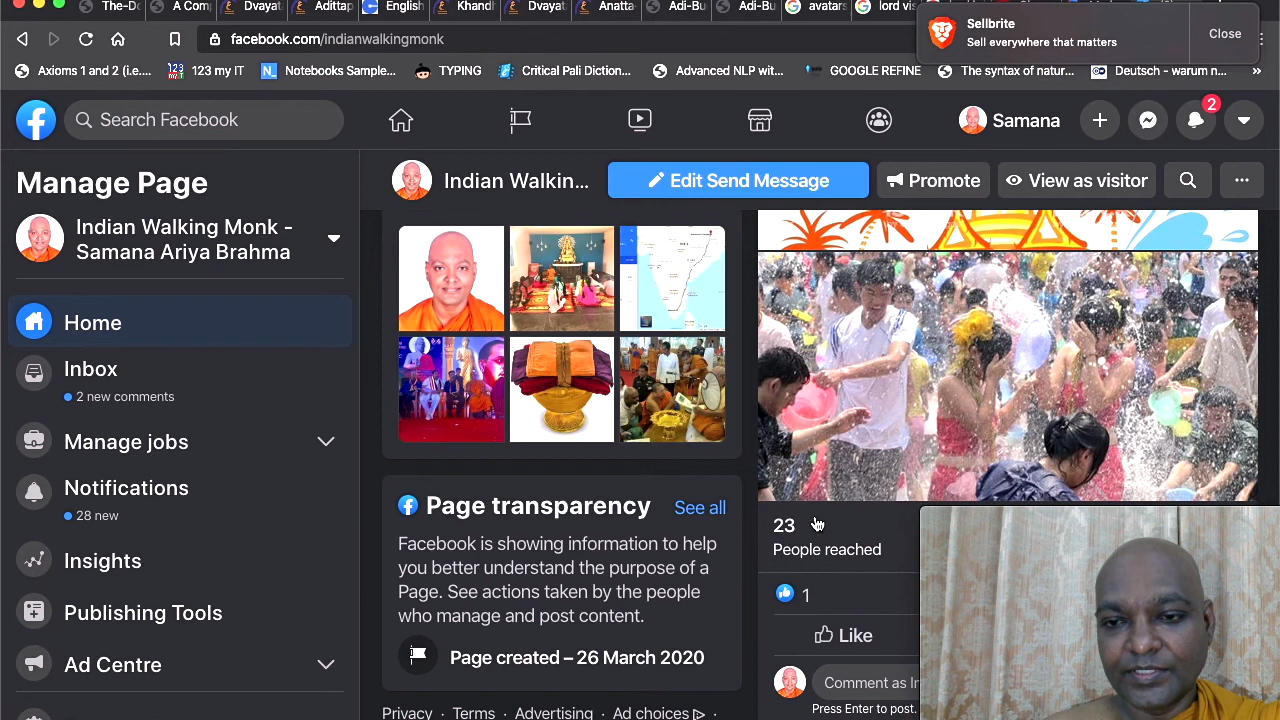 The-Do
A Comp
Dvayat
Adittap
English
Khandh
Dvayat
Anatta-
Adi-Bu
Adi-Bu
avatars
lord vis
Sellbrite
Sell everywhere that matters
Close
facebook.com/indianwalkingmonk
Axioms 1 and 2 (i.e....
123 my IT
Notebooks Sample...
TYPING
Critical Pali Diction...
Advanced NLP wit...
GOOGLE REFINE
The syntax of natur...
Deutsch - warum n...
»
Search Facebook
Samana
2
Manage Page
Indian Walkin...
Edit Send Message
Promote
View as visitor
...
Indian Walking Monk -
Samana Ariya Brahma
Home
Inbox
2 new comments
Manage jobs
Notifications
28 new
Insights
Publishing Tools
Ad Centre
Page transparency
See all
Facebook is showing information to help
you better understand the purpose of a
Page. See actions taken by the people
who manage and post content.
Page created – 26 March 2020
Privacy · Terms · Advertising · Ad choices ·
23
People reached
1
Like
Comment as In
Press Enter to post.